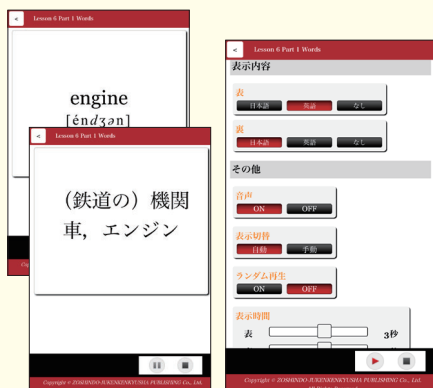 <
Lesson 6 Part 1 Words
engine
[éndʒən]
<
Lesson 6 Part 1 Words
（鉄道の）機関
車，エンジン
Copyright © ZOSHINDO-JUKENKENKYUSHA PUBLISHING Co., Ltd.
<
Lesson 6 Part 1 Words
表示内容
表
日本語 英語 なし
裏
日本語 英語 なし
その他
音声
ON OFF
表示切替
自動 手動
ランダム再生
ON OFF
表示時間
表 3秒
Copyright © ZOSHINDO-JUKENKENKYUSHA PUBLISHING Co., Ltd.